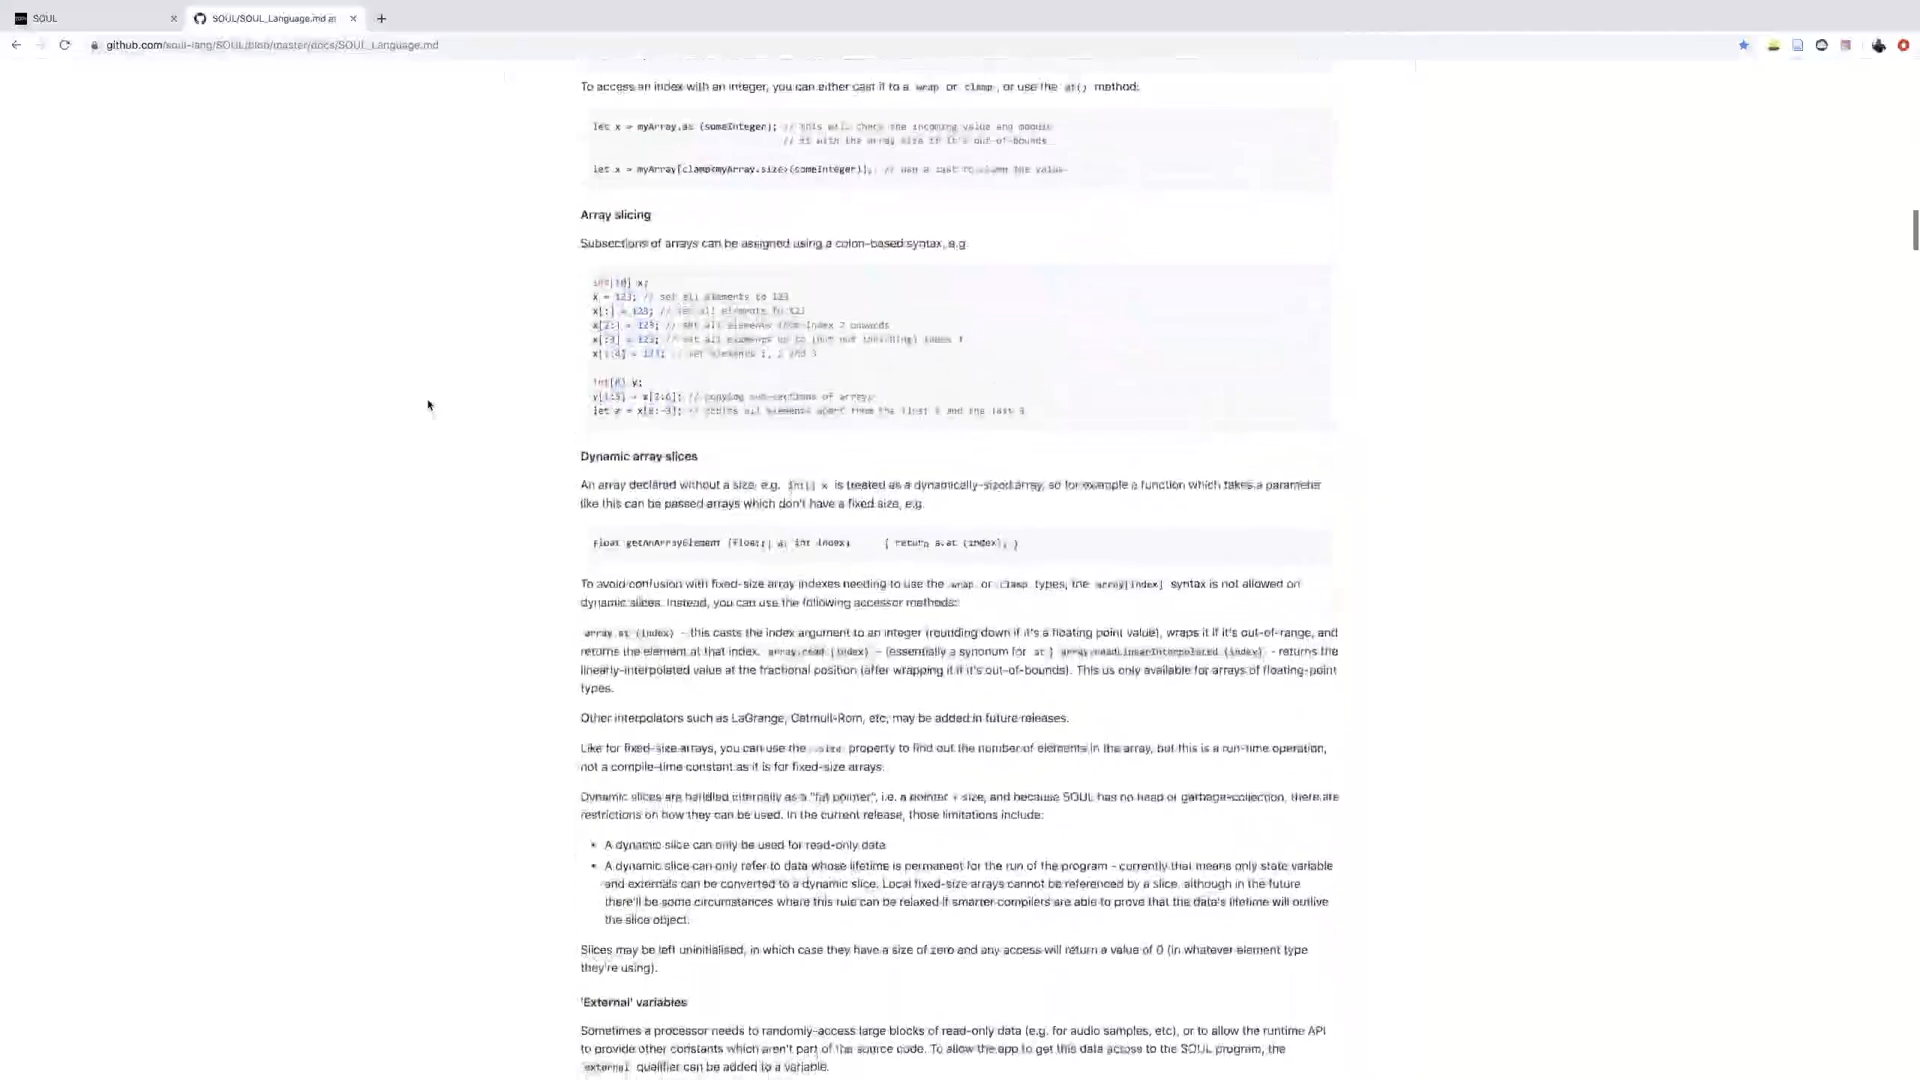 SOUL
SOUL/SOUL_Language.md at
github.com/soul-lang/SOUL/blob/master/docs/SOUL_Language.md
To access an index with an integer, you can either cast it to a wrap or clamp, or use the at() method:
let x = myArray.at (someInteger); // this will check the incoming value and modulo
// it with the array size if it's out-of-bounds
let x = myArray[clamp<myArray.size>(someInteger)]; // use a cast to clamp the value
Array slicing
Subsections of arrays can be assigned using a colon-based syntax, e.g
int[10] x;
x = 123; // set all elements to 123
x[:] = 123; // set all elements to 123
x[2:] = 123; // set all elements from index 2 onwards
x[:3] = 123; // set all elements up to (but not including) index
x[1:4] = 123; // set elements 1, 2 and 3
y;
// copying sub-sections of arrays
let z = // copies all elements apart from the first and the last
Dynamic array slices
An array declared without a size, e.g. int[] x is treated as a dynamically-sized array, so for example a function which takes a parameter
like this can be passed arrays which don't have a fixed size, e.g.
float getAnArrayElement (float[] a, int index) { return a.at (index); }
To avoid confusion with fixed-size array indexes needing to use the wrap or clamp types, the array[index] syntax is not allowed on
dynamic slices. Instead, you can use the following accessor methods:
array.at (index) - this casts the index argument to an integer (rounding down if it's a floating point value), wraps it if it's out-of-range, and
returns the element at that index. array.read (index) - (essentially a synonum for at ) array.readLinearInterpolated (index) - returns the
linearly-interpolated value at the fractional position (after wrapping it if it's out-of-bounds). This us only available for arrays of floating-point
types.
Other interpolators such as LaGrange, Catmull-Rom, etc, may be added in future releases.
Like for fixed-size arrays, you can use the .size property to find out the number of elements in the array, but this is a run-time operation,
not a compile-time constant as it is for fixed-size arrays.
Dynamic slices are handled internally as a "fat pointer", i.e. a pointer + size, and because SOUL has no heap or garbage-collection, there are
restrictions on how they can be used. In the current release, those limitations include:
• A dynamic slice can only be used for read-only data
• A dynamic slice can only refer to data whose lifetime is permanent for the run of the program - currently that means only state variable
and externals can be converted to a dynamic slice. Local fixed-size arrays cannot be referenced by a slice, although in the future
there'll be some circumstances where this rule can be relaxed if smarter compilers are able to prove that the data's lifetime will outlive
the slice object.
Slices may be left uninitialised, in which case they have a size of zero and any access will return a value of 0 (in whatever element type
they're using).
'External' variables
Sometimes a processor needs to randomly-access large blocks of read-only data (e.g. for audio samples, etc), or to allow the runtime API
to provide other constants which aren't part of the source code. To allow the app to get this data across to the SOUL program, the
external qualifier can be added to a variable.